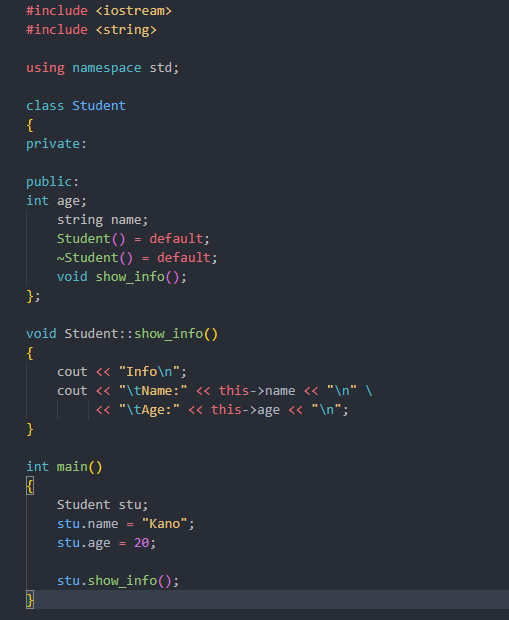 #include <iostream>
#include <string>

using namespace std;

class Student
{
private:

public:
int age;
    string name;
    Student() = default;
    ~Student() = default;
    void show_info();
};

void Student::show_info()
{
    cout << "Info\n";
    cout << "\tName:" << this->name << "\n" \
         << "\tAge:" << this->age << "\n";
}

int main()
{
    Student stu;
    stu.name = "Kano";
    stu.age = 20;

    stu.show_info();
}